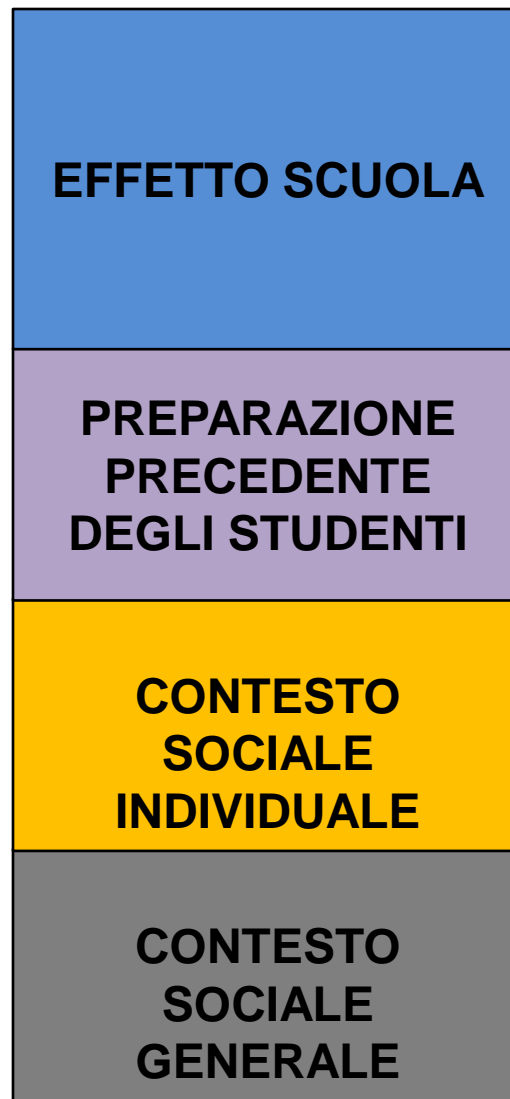 EFFETTO SCUOLA
PREPARAZIONE
PRECEDENTE
DEGLI STUDENTI
CONTESTO
SOCIALE
INDIVIDUALE
CONTESTO
SOCIALE
GENERALE